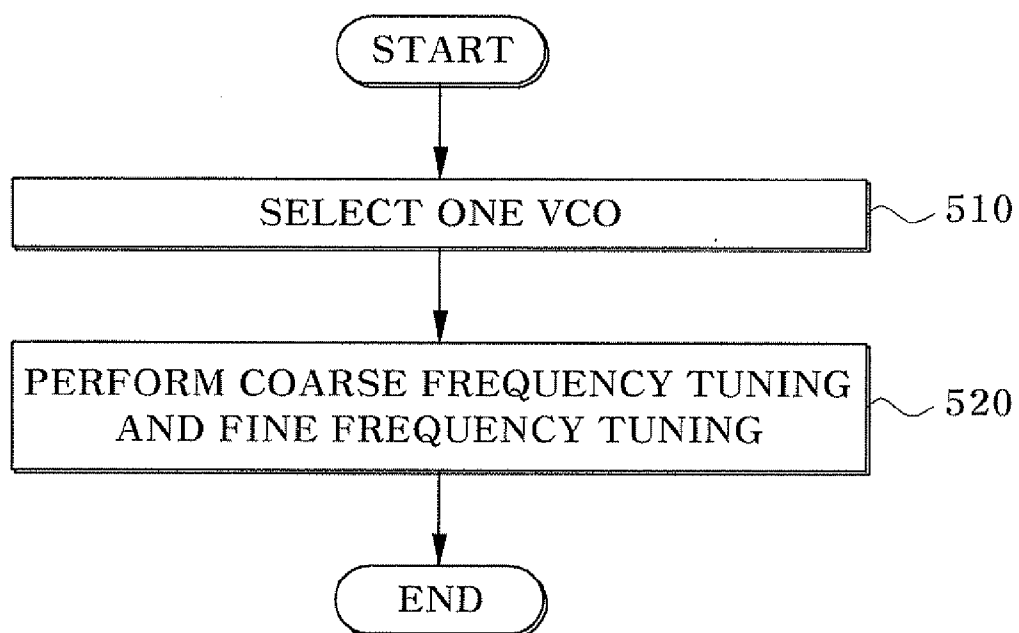 START
SELECT ONE VCO
510
PERFORM COARSE FREQUENCY TUNING
AND FINE FREQUENCY TUNING
520
END